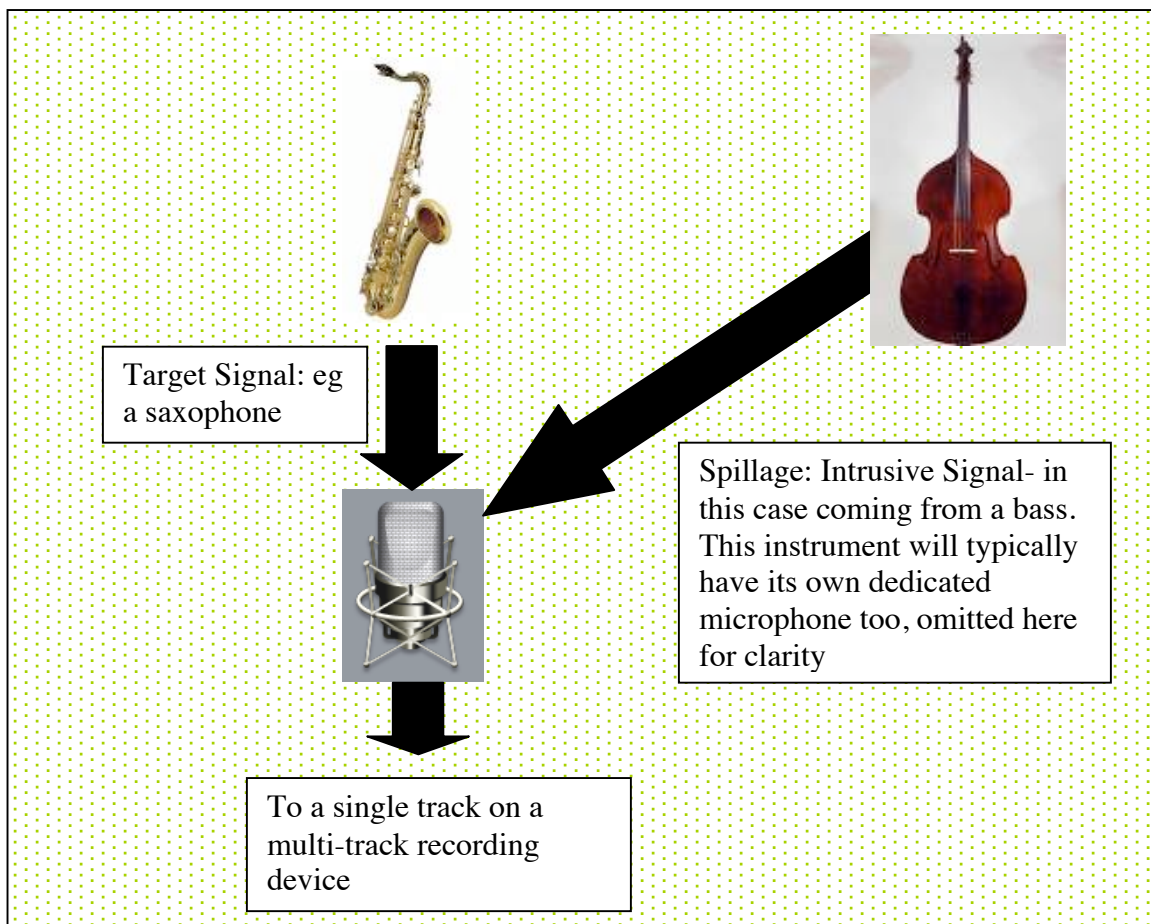 Target Signal: eg
a saxophone
Spillage: Intrusive Signal- in
this case coming from a bass.
This instrument will typically
have its own dedicated
microphone too, omitted here
for clarity
To a single track on a
multi-track recording
device